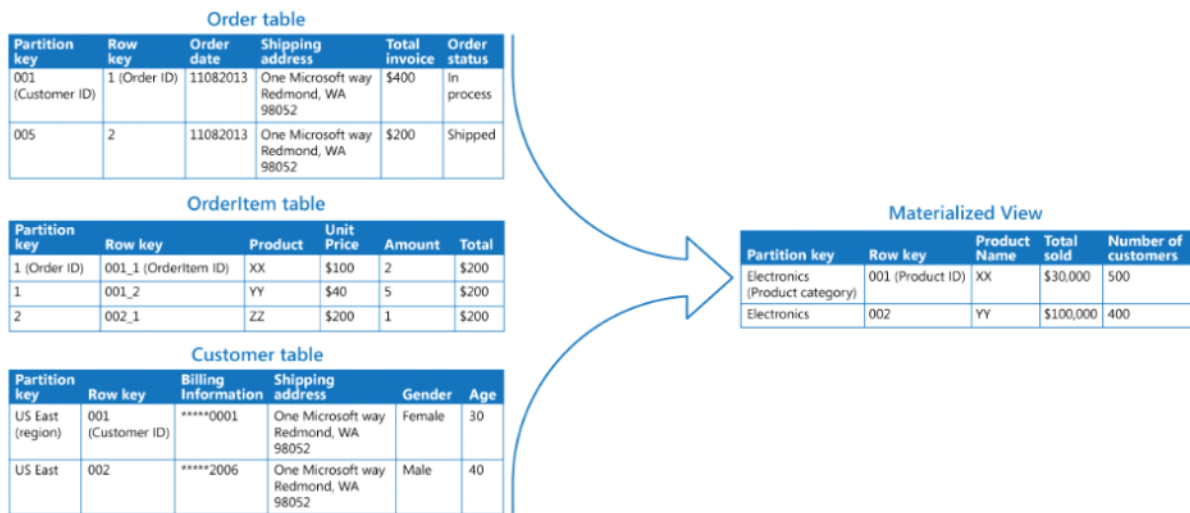 Order table
Partition key Row key Order date Shipping address Total invoice Order status
001 (Customer ID) 1 (Order ID) 11082013 One Microsoft way Redmond, WA 98052 $400 In process
005 2 11082013 One Microsoft way Redmond, WA 98052 $200 Shipped
OrderItem table
Partition key Row key Product Unit Price Amount Total
1 (Order ID) 001_1 (OrderItem ID) XX $100 2 $200
1 001_2 YY $40 5 $200
2 002_1 ZZ $200 1 $200
Customer table
Partition key Row key Billing Information Shipping address Gender Age
US East (region) 001 (Customer ID) *****0001 One Microsoft way Redmond, WA 98052 Female 30
US East 002 *****2006 One Microsoft way Redmond, WA 98052 Male 40
Materialized View
Partition key Row key Product Name Total sold Number of customers
Electronics (Product category) 001 (Product ID) XX $30,000 500
Electronics 002 YY $100,000 400